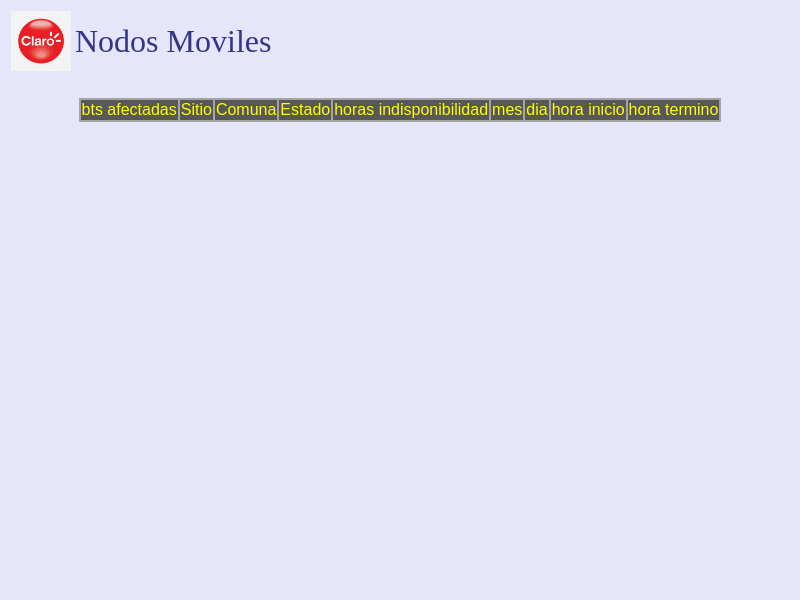 Claro
Nodos Moviles
bts afectadas Sitio Comuna Estado horas indisponibilidad mes dia hora inicio hora termino